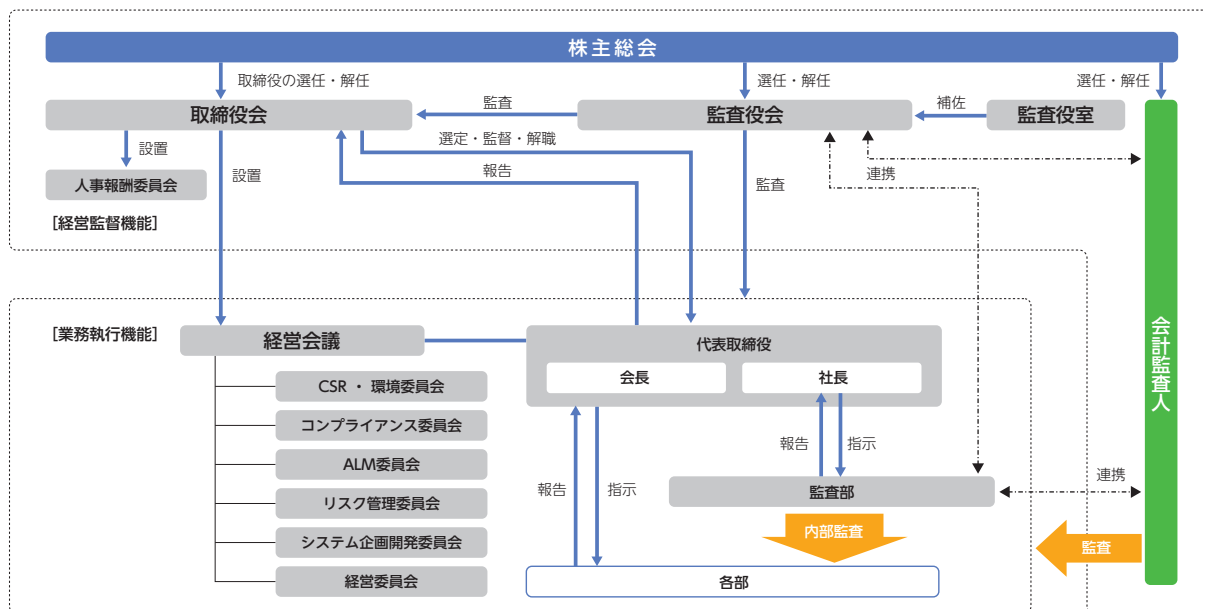 株主総会
取締役の選任・解任
選任・解任
選任・解任
取締役会
監査
監査役会
補佐
監査役室
設置
選定・監督・解職
報告
連携
人事報酬委員会
設置
監査
[経営監督機能]
[業務執行機能]
経営会議
代表取締役
会長
社長
会計監査人
CSR ・ 環境委員会
コンプライアンス委員会
報告
指示
ALM委員会
監査部
連携
リスク管理委員会
報告
指示
内部監査
システム企画開発委員会
監査
経営委員会
各部